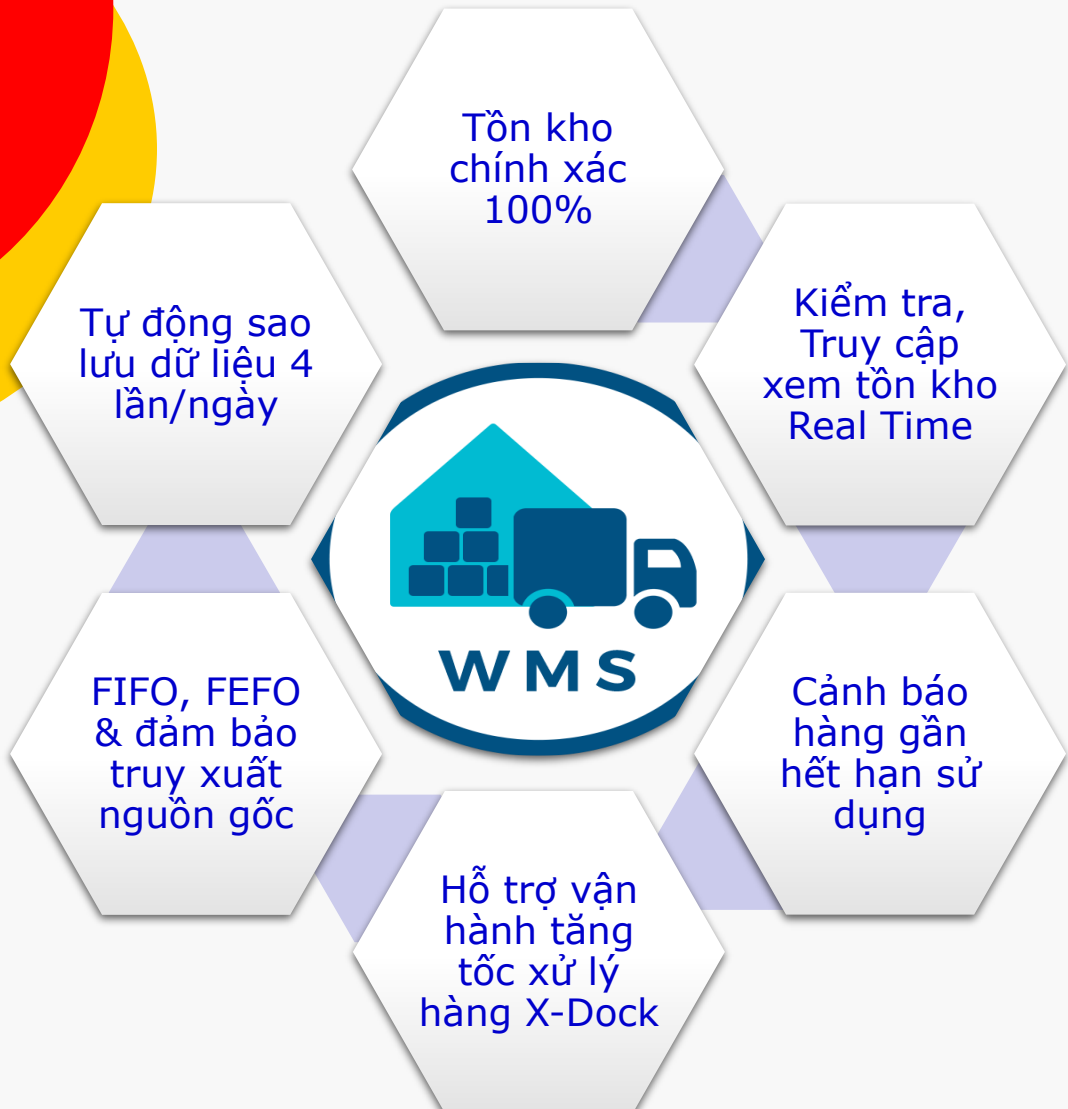 Tồn kho
chính xác
100%
Kiểm tra,
Truy cập
xem tồn kho
Real Time
Cảnh báo
hàng gần
hết hạn sử
dụng
Hỗ trợ vận
hành tăng
tốc xử lý
hàng X-Dock
FIFO, FEFO
& đảm bảo
truy xuất
nguồn gốc
Tự động sao
lưu dữ liệu 4
lần/ngày
WMS